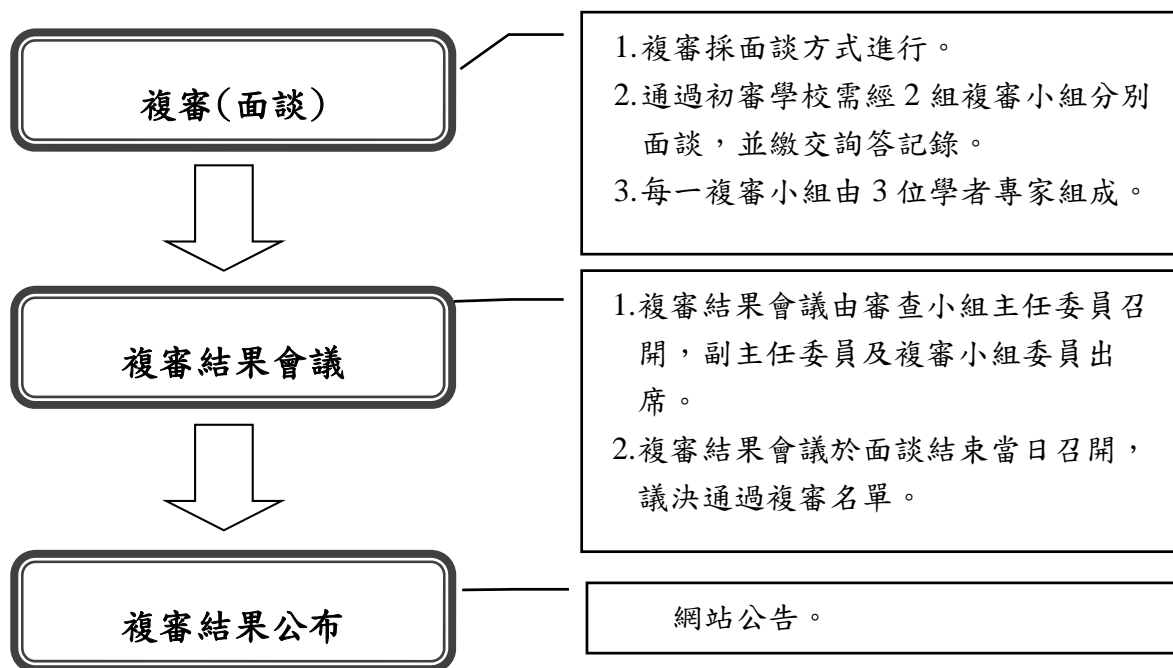 複審(面談)
1.複審採面談方式進行。
2.通過初審學校需經 2 組複審小組分別
面談，並繳交詢答記錄。
3.每一複審小組由 3 位學者專家組成。
複審結果會議
1.複審結果會議由審查小組主任委員召
開，副主任委員及複審小組委員出
席。
2.複審結果會議於面談結束當日召開，
議決通過複審名單。
複審結果公布
網站公告。